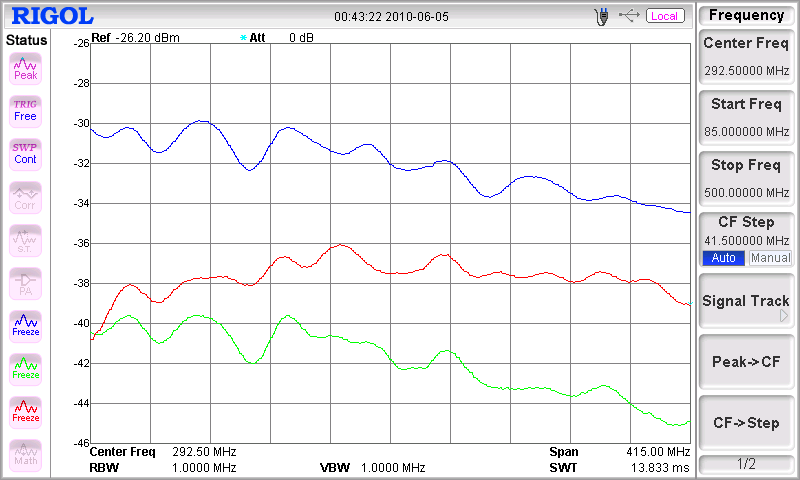 RIGOL
00:43:22 2010-06-05
Local
Status
Peak
TRIG
Free
SWP
Cont
Corr
S.T.
PA
Freeze
Freeze
Freeze
Math
Ref -26.20 dBm
* Att 0 dB
-26
-28
-30
-32
-34
-36
-38
-40
-42
-44
-46
Center Freq 292.50 MHz
Span 415.00 MHz
RBW 1.0000 MHz
VBW 1.0000 MHz
SWT 13.833 ms
Frequency
Center Freq
292.50000 MHz
Start Freq
85.000000 MHz
Stop Freq
500.00000 MHz
CF Step
41.500000 MHz
Auto Manual
Signal Track
Peak->CF
CF->Step
1/2